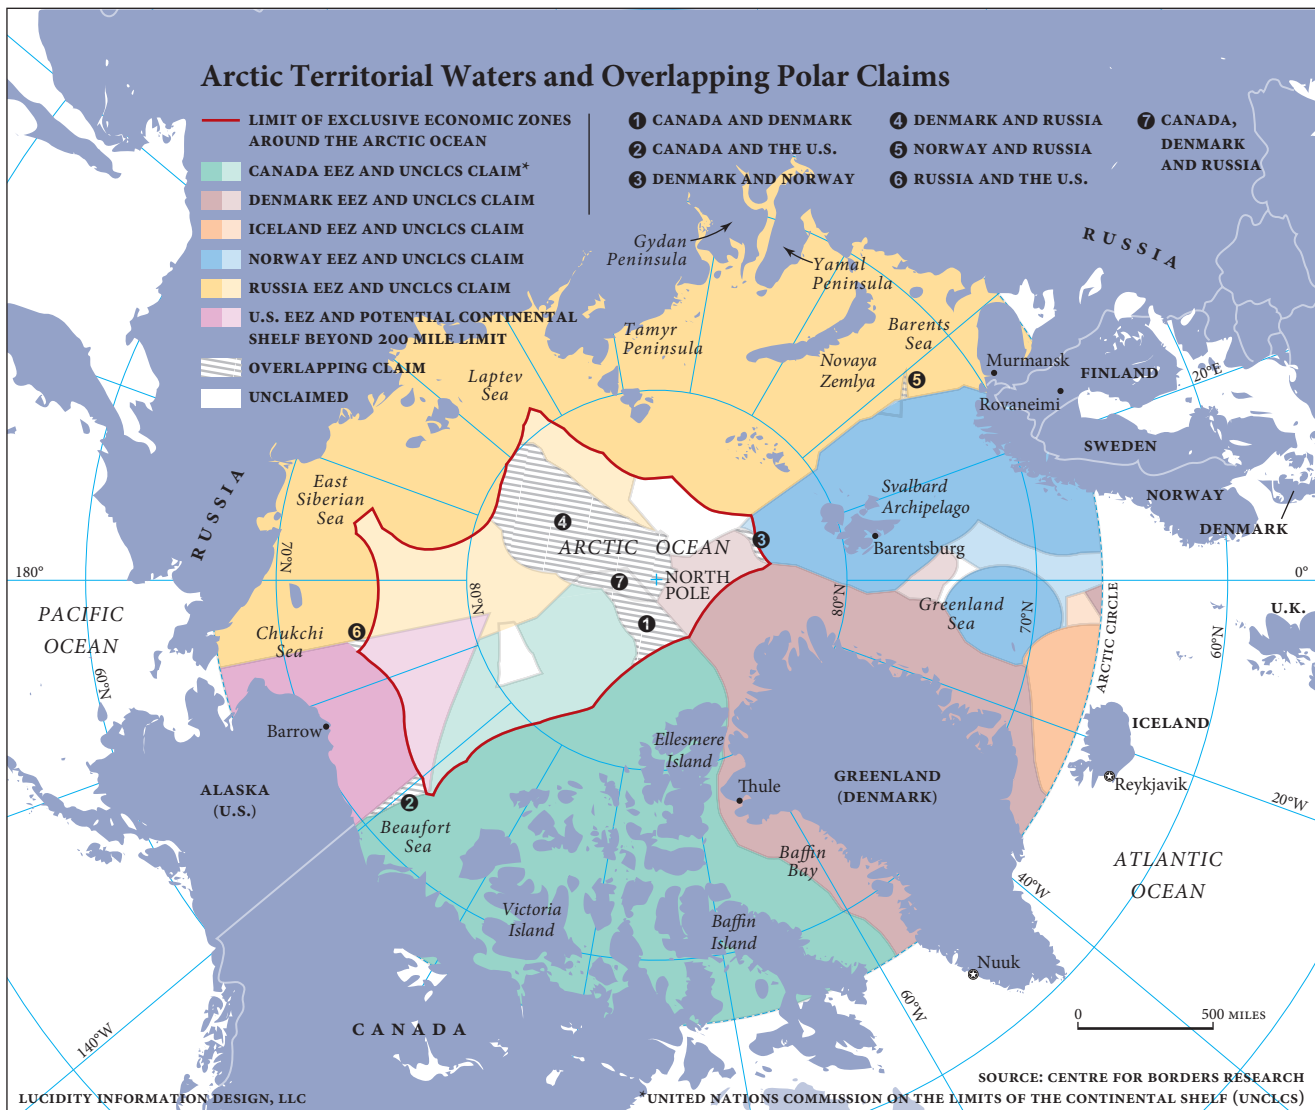 Arctic Territorial Waters and Overlapping Polar Claims
LIMIT OF EXCLUSIVE ECONOMIC ZONES
AROUND THE ARCTIC OCEAN
CANADA EEZ AND UNCLCS CLAIM*
DENMARK EEZ AND UNCLCS CLAIM
ICELAND EEZ AND UNCLCS CLAIM
NORWAY EEZ AND UNCLCS CLAIM
RUSSIA EEZ AND UNCLCS CLAIM
U.S. EEZ AND POTENTIAL CONTINENTAL
SHELF BEYOND 200 MILE LIMIT
OVERLAPPING CLAIM
UNCLAIMED
1 CANADA AND DENMARK
2 CANADA AND THE U.S.
3 DENMARK AND NORWAY
4 DENMARK AND RUSSIA
5 NORWAY AND RUSSIA
6 RUSSIA AND THE U.S.
7 CANADA,
DENMARK
AND RUSSIA
RUSSIA
Gydan
Peninsula
Yamal
Peninsula
Tamyr
Peninsula
Barents
Sea
Novaya
Zemlya
5
Murmansk
FINLAND
20°E
Rovaneimi
SWEDEN
NORWAY
DENMARK
Laptev
Sea
East
Siberian
Sea
RUSSIA
70°N
Svalbard
Archipelago
Barentsburg
4
ARCTIC OCEAN
3
7
NORTH
POLE
1
180°
80°N
80°N
70°N
0°
PACIFIC
OCEAN
60°N
Chukchi
Sea
6
Greenland
Sea
ARCTIC CIRCLE
60°N
U.K.
Barrow
ALASKA
(U.S.)
2
Beaufort
Sea
Ellesmere
Island
Thule
GREENLAND
(DENMARK)
ICELAND
Reykjavik
20°W
Baffin
Bay
ATLANTIC
OCEAN
40°W
Victoria
Island
Baffin
Island
Nuuk
60°W
CANADA
140°W
0 500 MILES
SOURCE: CENTRE FOR BORDERS RESEARCH
LUCIDITY INFORMATION DESIGN, LLC
*UNITED NATIONS COMMISSION ON THE LIMITS OF THE CONTINENTAL SHELF (UNCLCS)